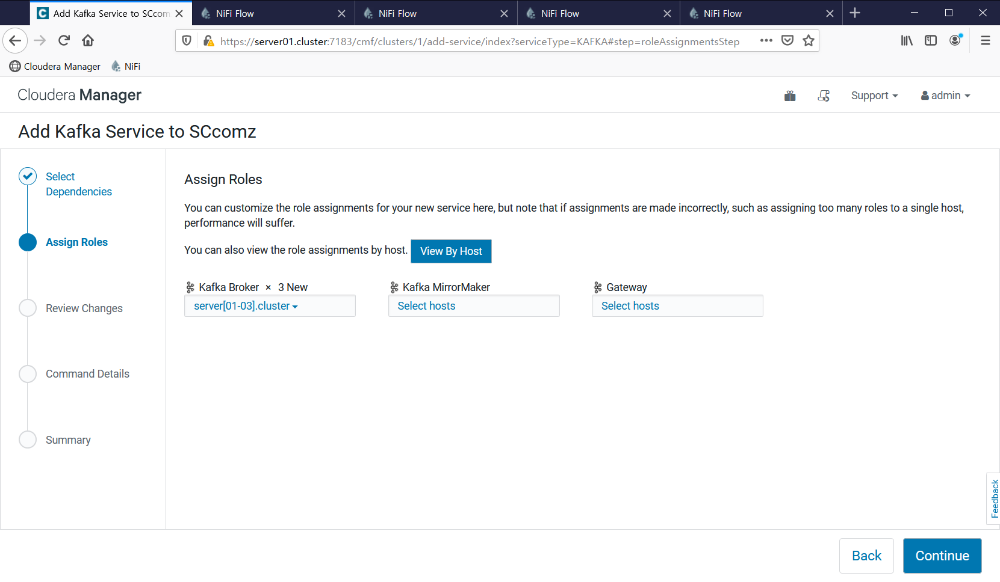 Add Kafka Service to SCcom
NiFi Flow
NiFi Flow
NiFi Flow
NiFi Flow
https://server01.cluster:7183/cmf/clusters/1/add-service/index?serviceType=KAFKA#step=roleAssignmentsStep
Cloudera Manager
NiFi
Cloudera Manager
Support
admin
Add Kafka Service to SCcomz
Select
Dependencies
Assign Roles
Review Changes
Command Details
Summary
Assign Roles
You can customize the role assignments for your new service here, but note that if assignments are made incorrectly, such as assigning too many roles to a single host,
performance will suffer.
You can also view the role assignments by host. View By Host
Kafka Broker × 3 New
server[01-03].cluster
Kafka MirrorMaker
Select hosts
Gateway
Select hosts
Feedback
Back
Continue